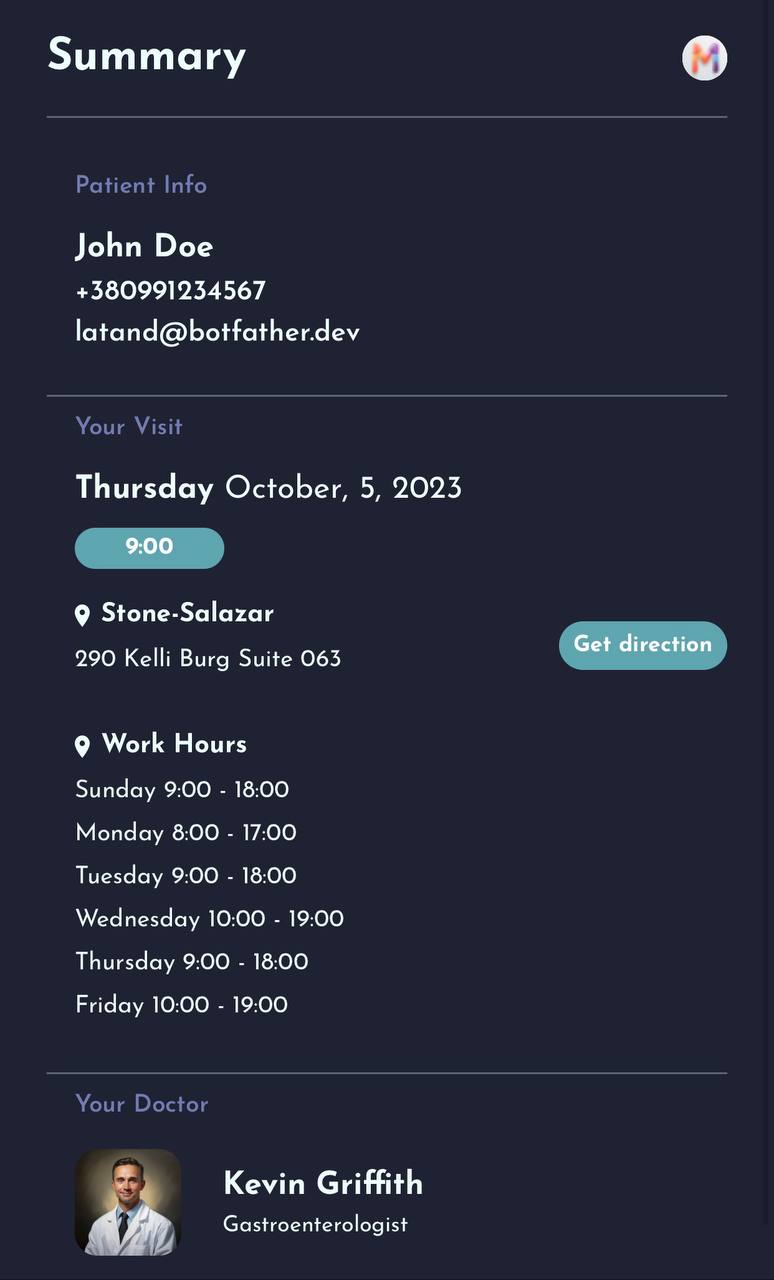 Summary
M
Patient Info
John Doe
+380991234567
latand@botfather.dev
Your Visit
Thursday October, 5, 2023
9:00
Stone-Salazar
290 Kelli Burg Suite 063
Get direction
Work Hours
Sunday 9:00 - 18:00
Monday 8:00 - 17:00
Tuesday 9:00 - 18:00
Wednesday 10:00 - 19:00
Thursday 9:00 - 18:00
Friday 10:00 - 19:00
Your Doctor
Kevin Griffith
Gastroenterologist